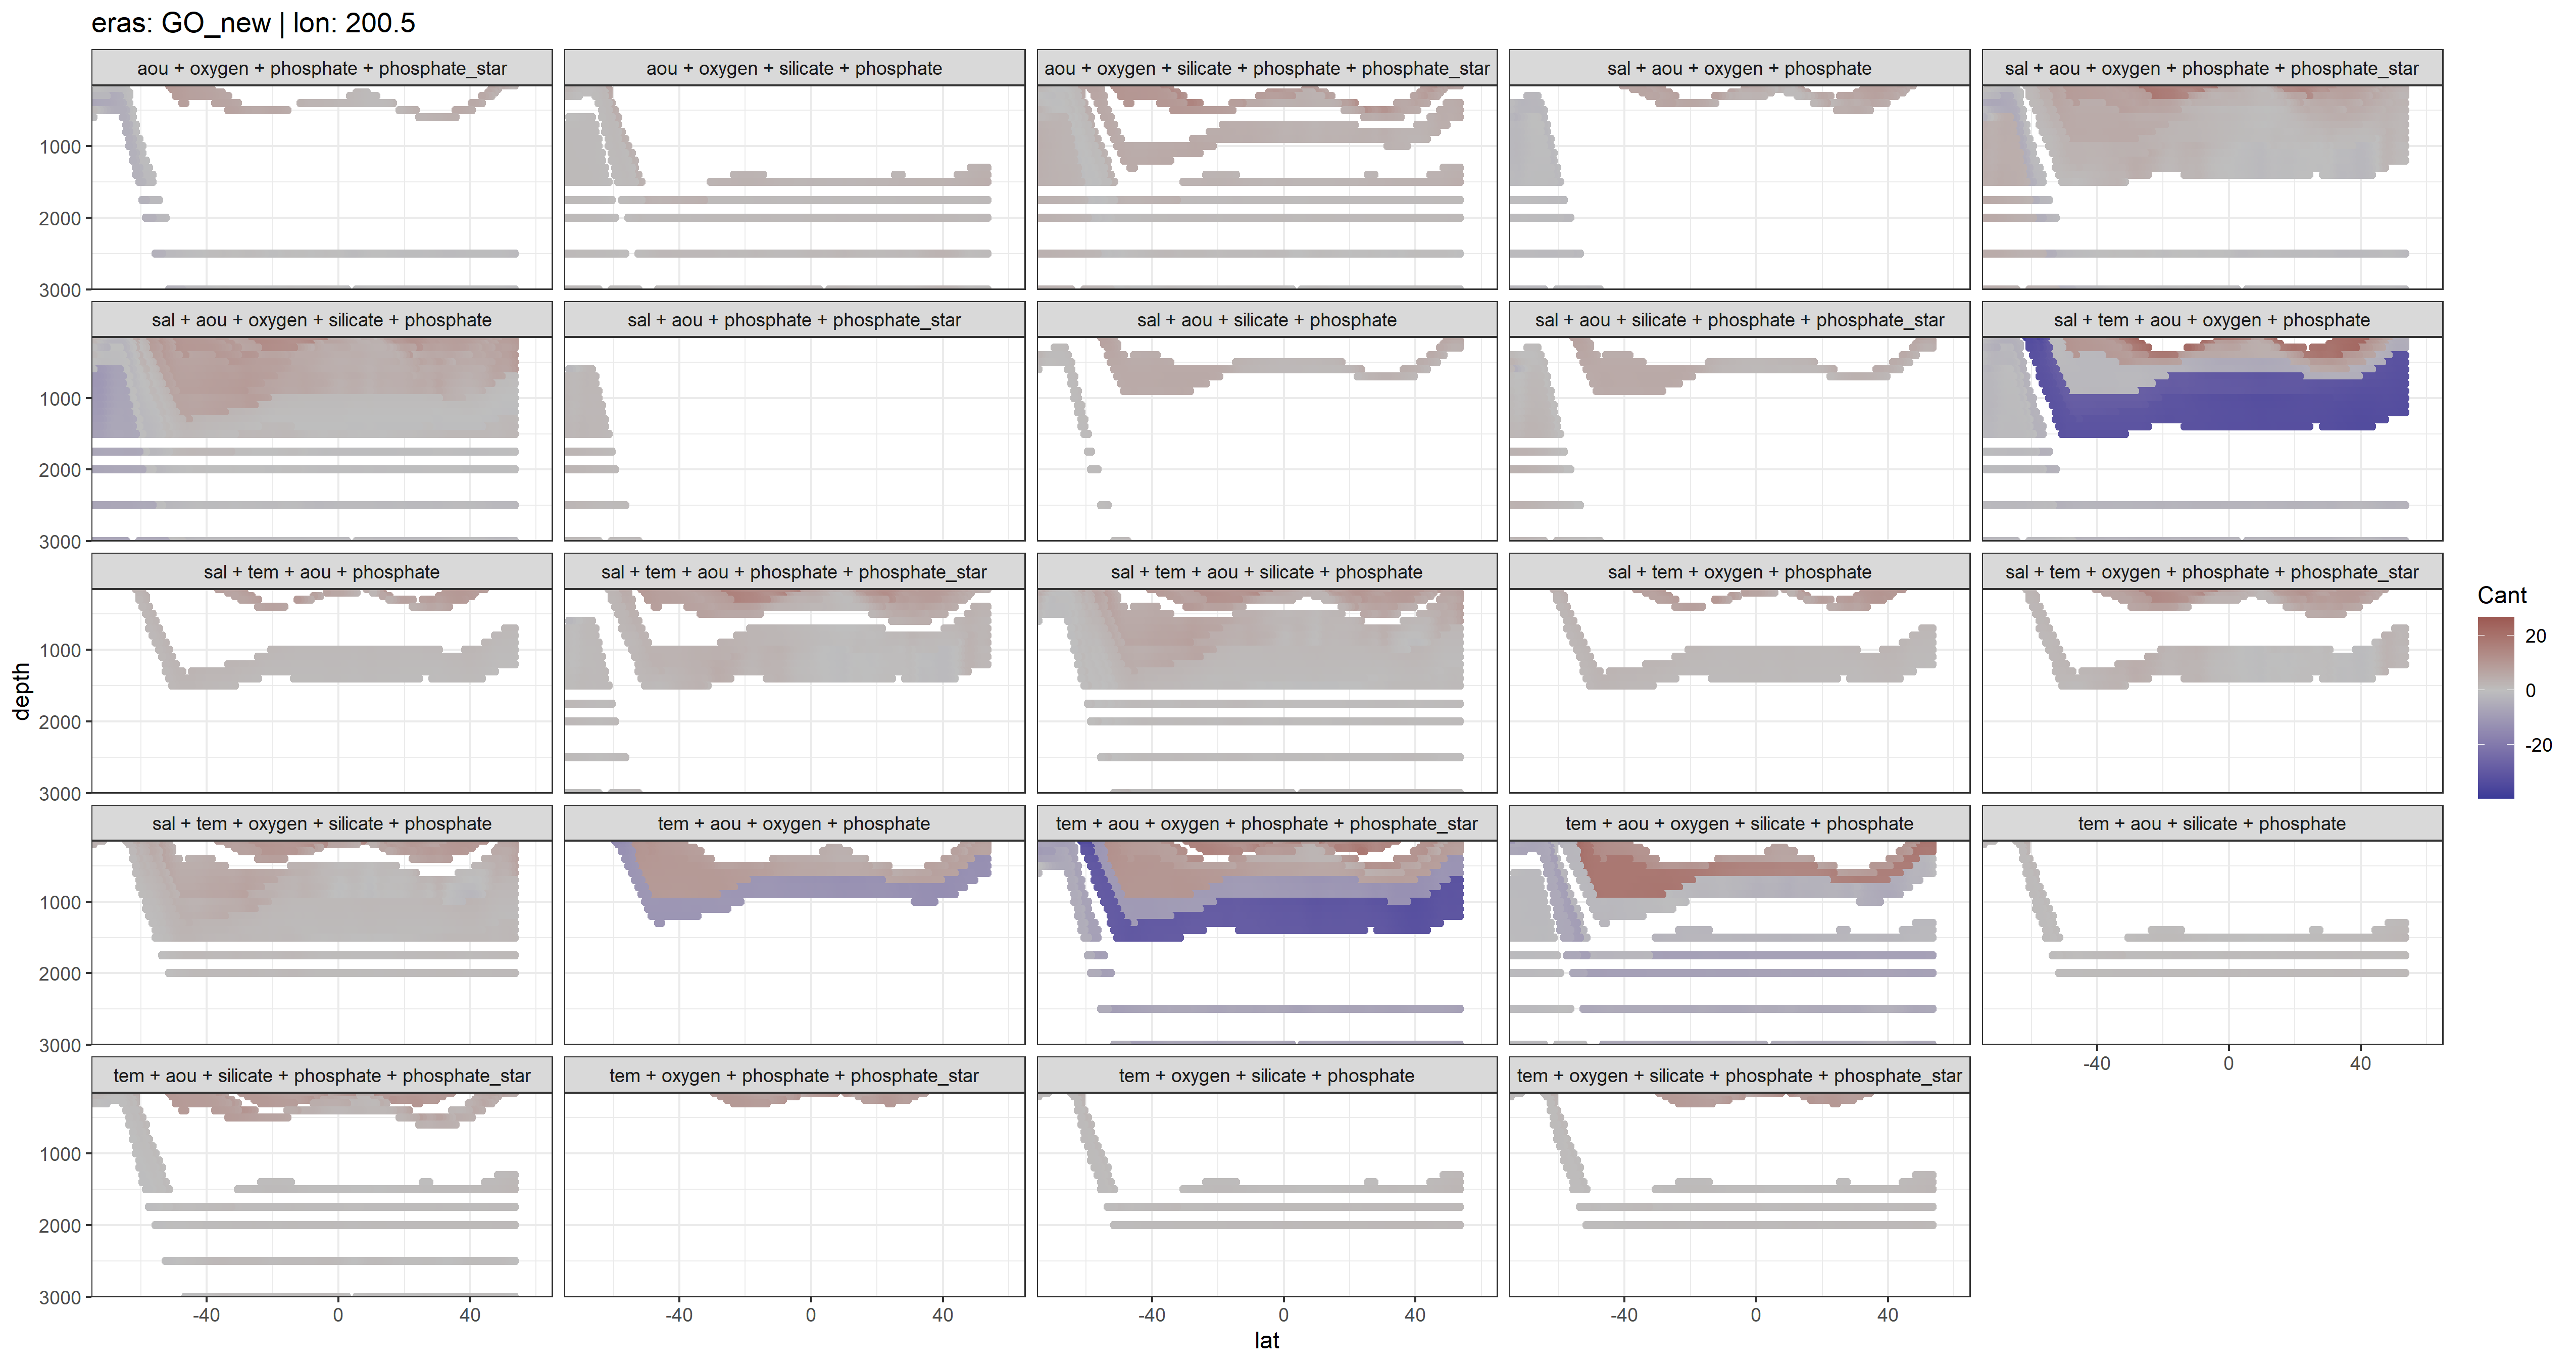 eras: GO_new | lon: 200.5
aou + oxygen + phosphate + phosphate_star
aou + oxygen + silicate + phosphate
aou + oxygen + silicate + phosphate + phosphate_star
sal + aou + oxygen + phosphate
sal + aou + oxygen + phosphate + phosphate_star
1000
2000
3000
sal + aou + oxygen + silicate + phosphate
sal + aou + phosphate + phosphate_star
sal + aou + silicate + phosphate
sal + aou + silicate + phosphate + phosphate_star
sal + tem + aou + oxygen + phosphate
1000
2000
3000
sal + tem + aou + phosphate
sal + tem + aou + phosphate + phosphate_star
sal + tem + aou + silicate + phosphate
sal + tem + oxygen + phosphate
sal + tem + oxygen + phosphate + phosphate_star
1000
2000
3000
depth
Cant
20
0
-20
sal + tem + oxygen + silicate + phosphate
tem + aou + oxygen + phosphate
tem + aou + oxygen + phosphate + phosphate_star
tem + aou + oxygen + silicate + phosphate
tem + aou + silicate + phosphate
1000
2000
3000
-40 0 40
tem + aou + silicate + phosphate + phosphate_star
tem + oxygen + phosphate + phosphate_star
tem + oxygen + silicate + phosphate
tem + oxygen + silicate + phosphate + phosphate_star
1000
2000
3000
-40 0 40
-40 0 40
-40 0 40
-40 0 40
lat